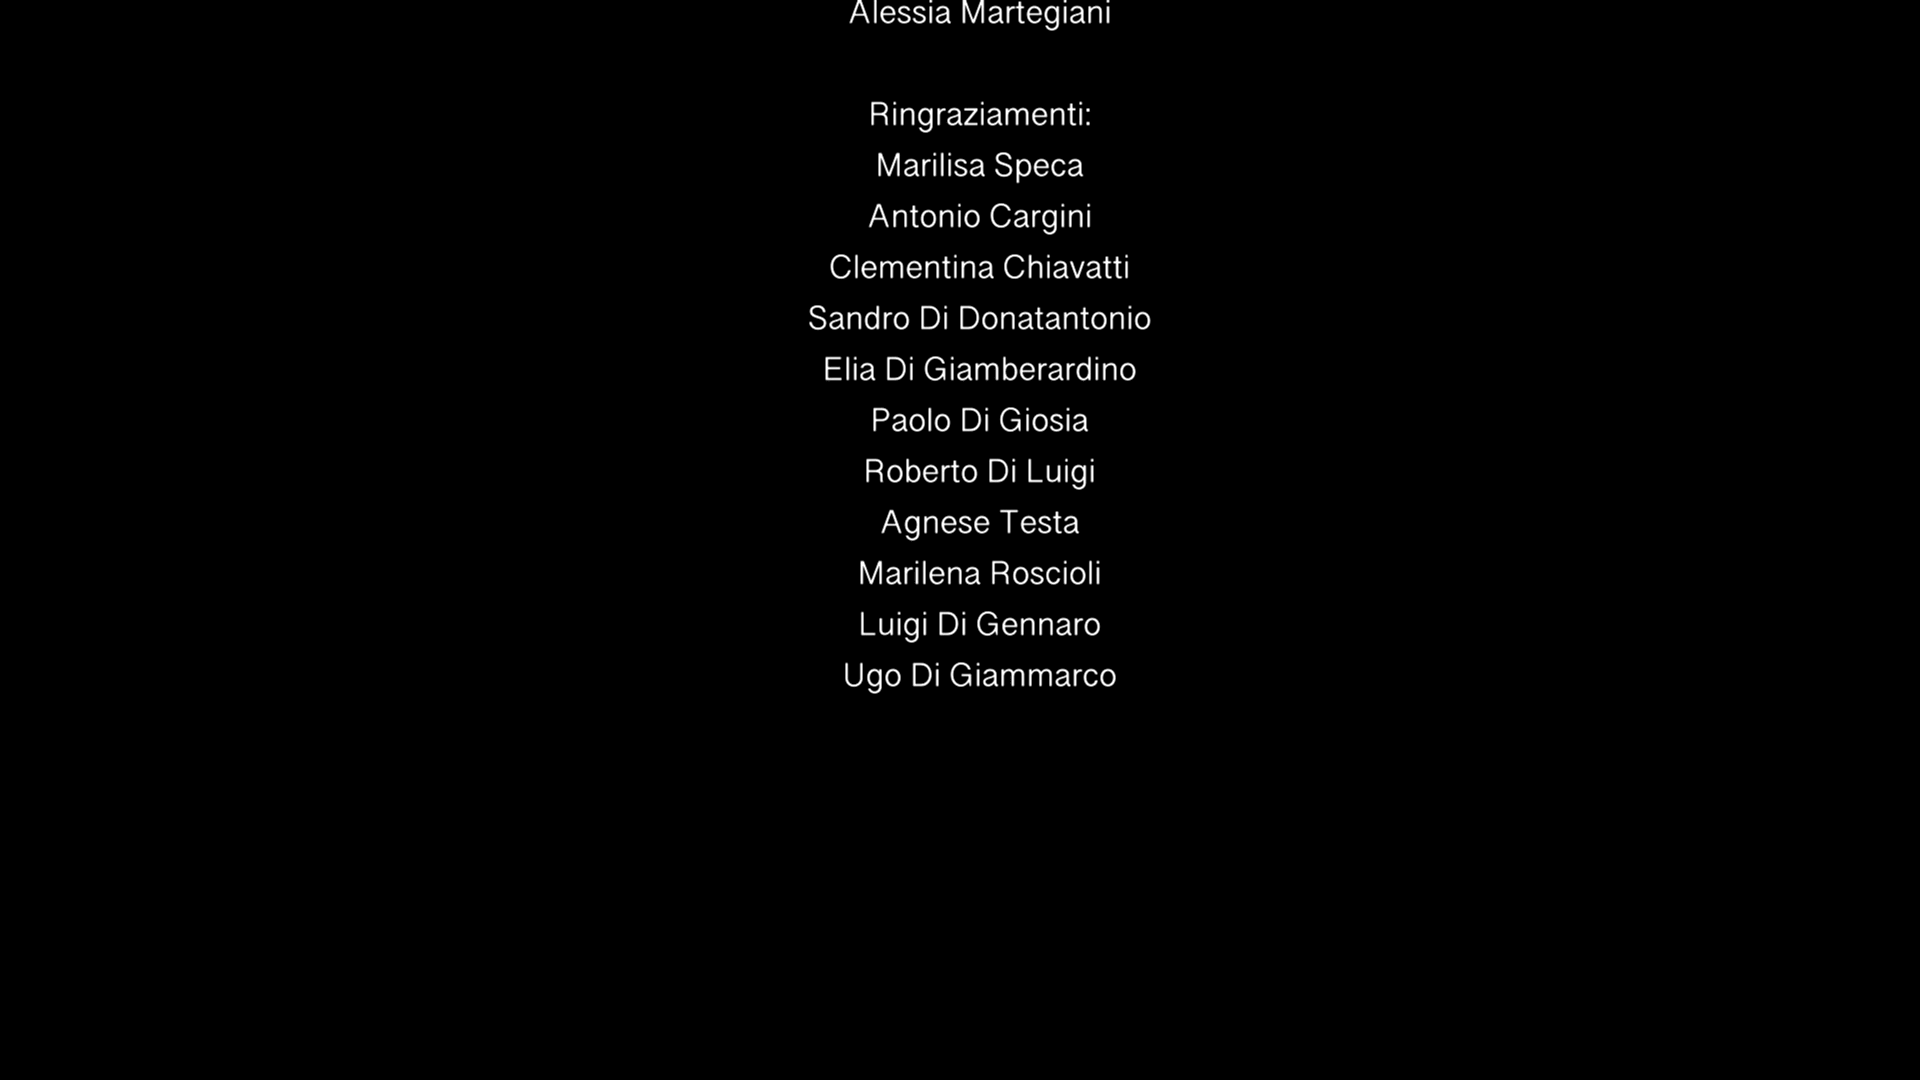 Alessia Martegiani
Ringraziamenti:
Marilisa Speca
Antonio Cargini
Clementina Chiavatti
Sandro Di Donatantonio
Elia Di Giamberardino
Paolo Di Giosia
Roberto Di Luigi
Agnese Testa
Marilena Roscioli
Luigi Di Gennaro
Ugo Di Giammarco